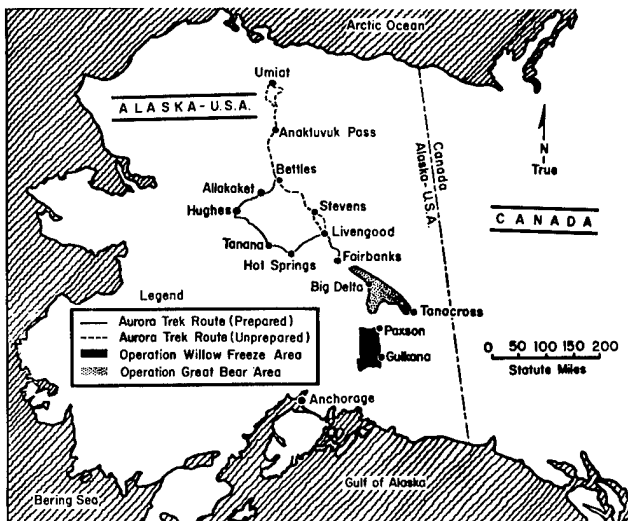 Arctic Ocean
Umiat
ALASKA-U.S.A.
Anaktuvuk Pass
Canada
Alaska-U.S.A.
N
True
Bettles
Allakaket
Stevens
Hughes
CANADA
Livengood
Tanana
Hot Springs
Fairbanks
Big Delta
Tanacross
Legend
Aurora Trek Route (Prepared)
Aurora Trek Route (Unprepared)
Operation Willow Freeze Area
Operation Great Bear Area
Paxson
Gulkana
0 50 100 150 200
Statute Miles
Anchorage
Gulf of Alaska
Bering Sea